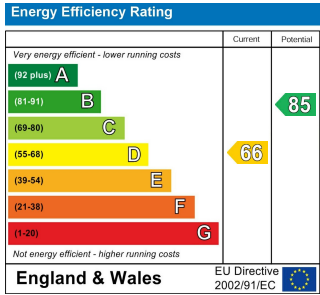 Energy Efficiency Rating
Current Potential
Very energy efficient - lower running costs
(92 plus) A
(81-91) B
85
(69-80) C
(55-68) D
66
(39-54) E
(21-38) F
(1-20) G
Not energy efficient - higher running costs
England & Wales
EU Directive
2002/91/EC